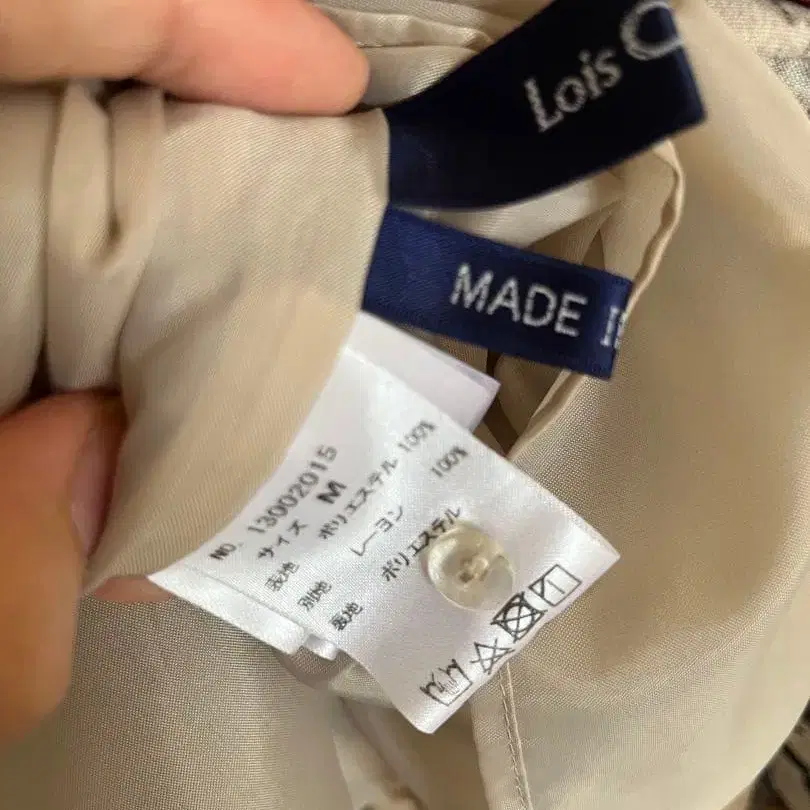 Lois C
MADE
NO. 13002015
サイズ M
表地 ポリエステル 100%
別地 レーヨン 100%
裏地 ポリエステル